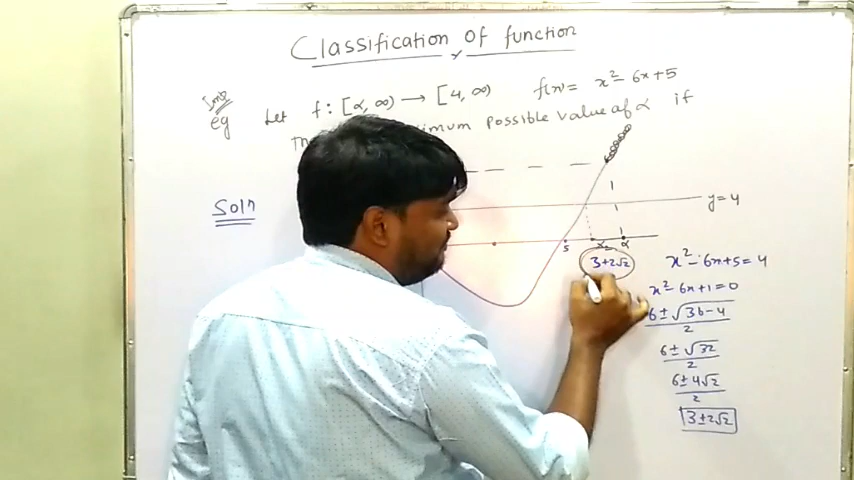 Classification of function
Imp
eg Let f : [α, ∞) → [4, ∞) f(x) = x² - 6x + 5
possible value of α if
Soln
y = 4
5 α
3+2√2
x² - 6x + 5 = 4
x² - 6x + 1 = 0
6 ± √36-4
2
6 ± √32
2
6 ± 4√2
2
3 ± 2√2